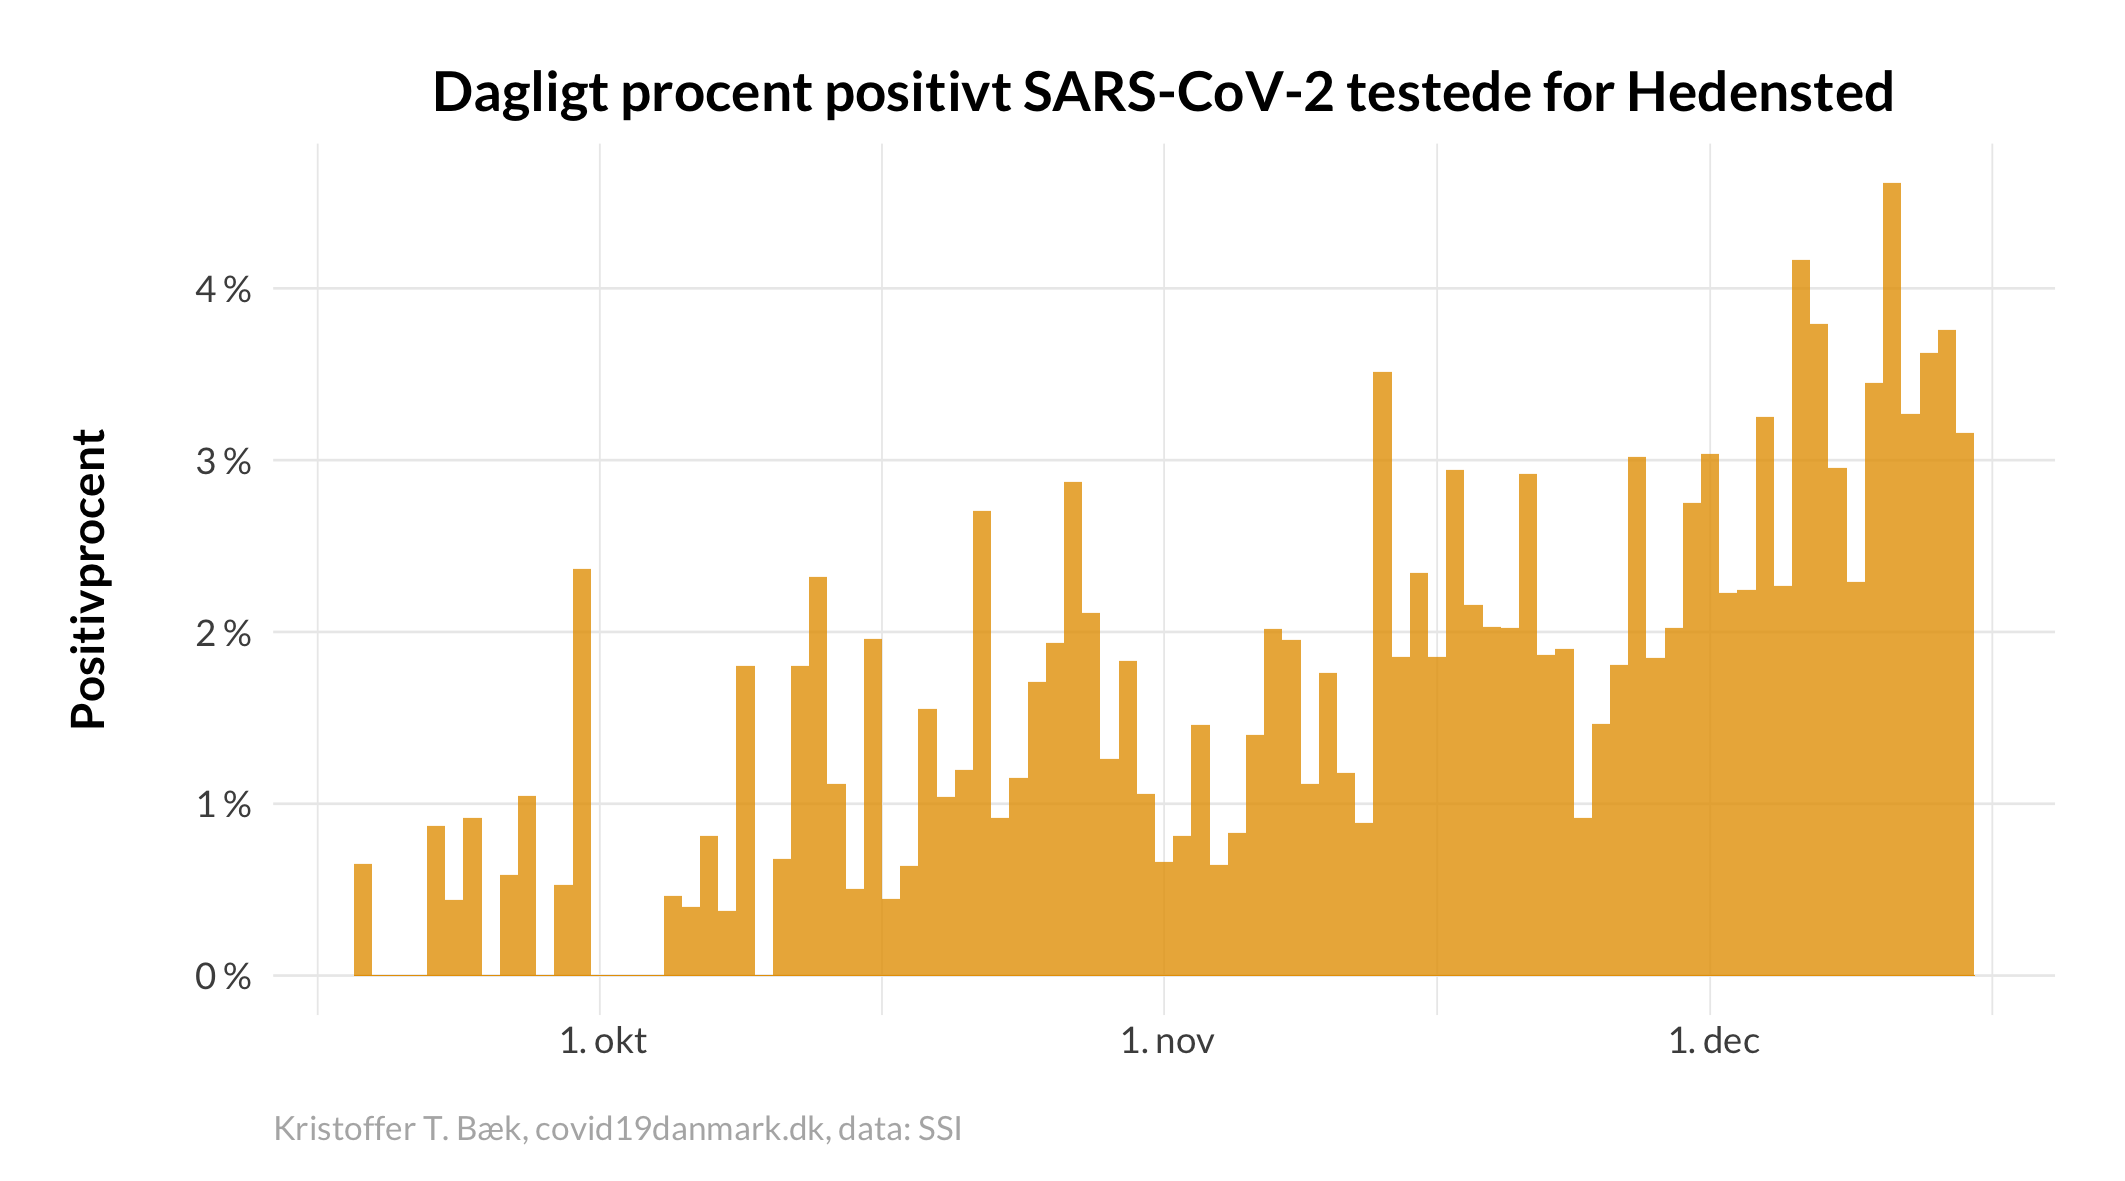 Dagligt procent positivt SARS-CoV-2 testede for Hedensted
Positivprocent
4 %
3 %
2 %
1 %
0 %
1. okt
1. nov
1. dec
Kristoffer T. Bæk, covid19danmark.dk, data: SSI